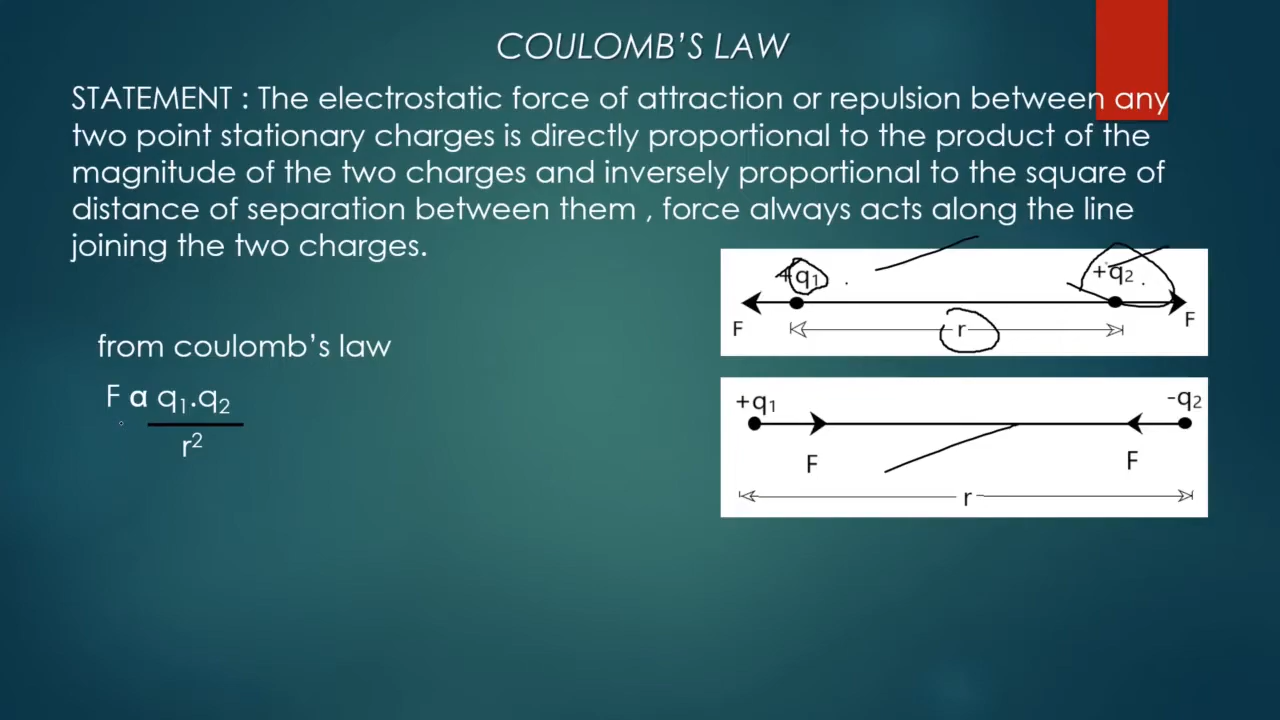 COULOMB'S LAW
STATEMENT : The electrostatic force of attraction or repulsion between any
two point stationary charges is directly proportional to the product of the
magnitude of the two charges and inversely proportional to the square of
distance of separation between them , force always acts along the line
joining the two charges.
+q₁ +q₂
F F
r
from coulomb's law
F α q₁.q₂
r²
+q₁ -q₂
F F
r